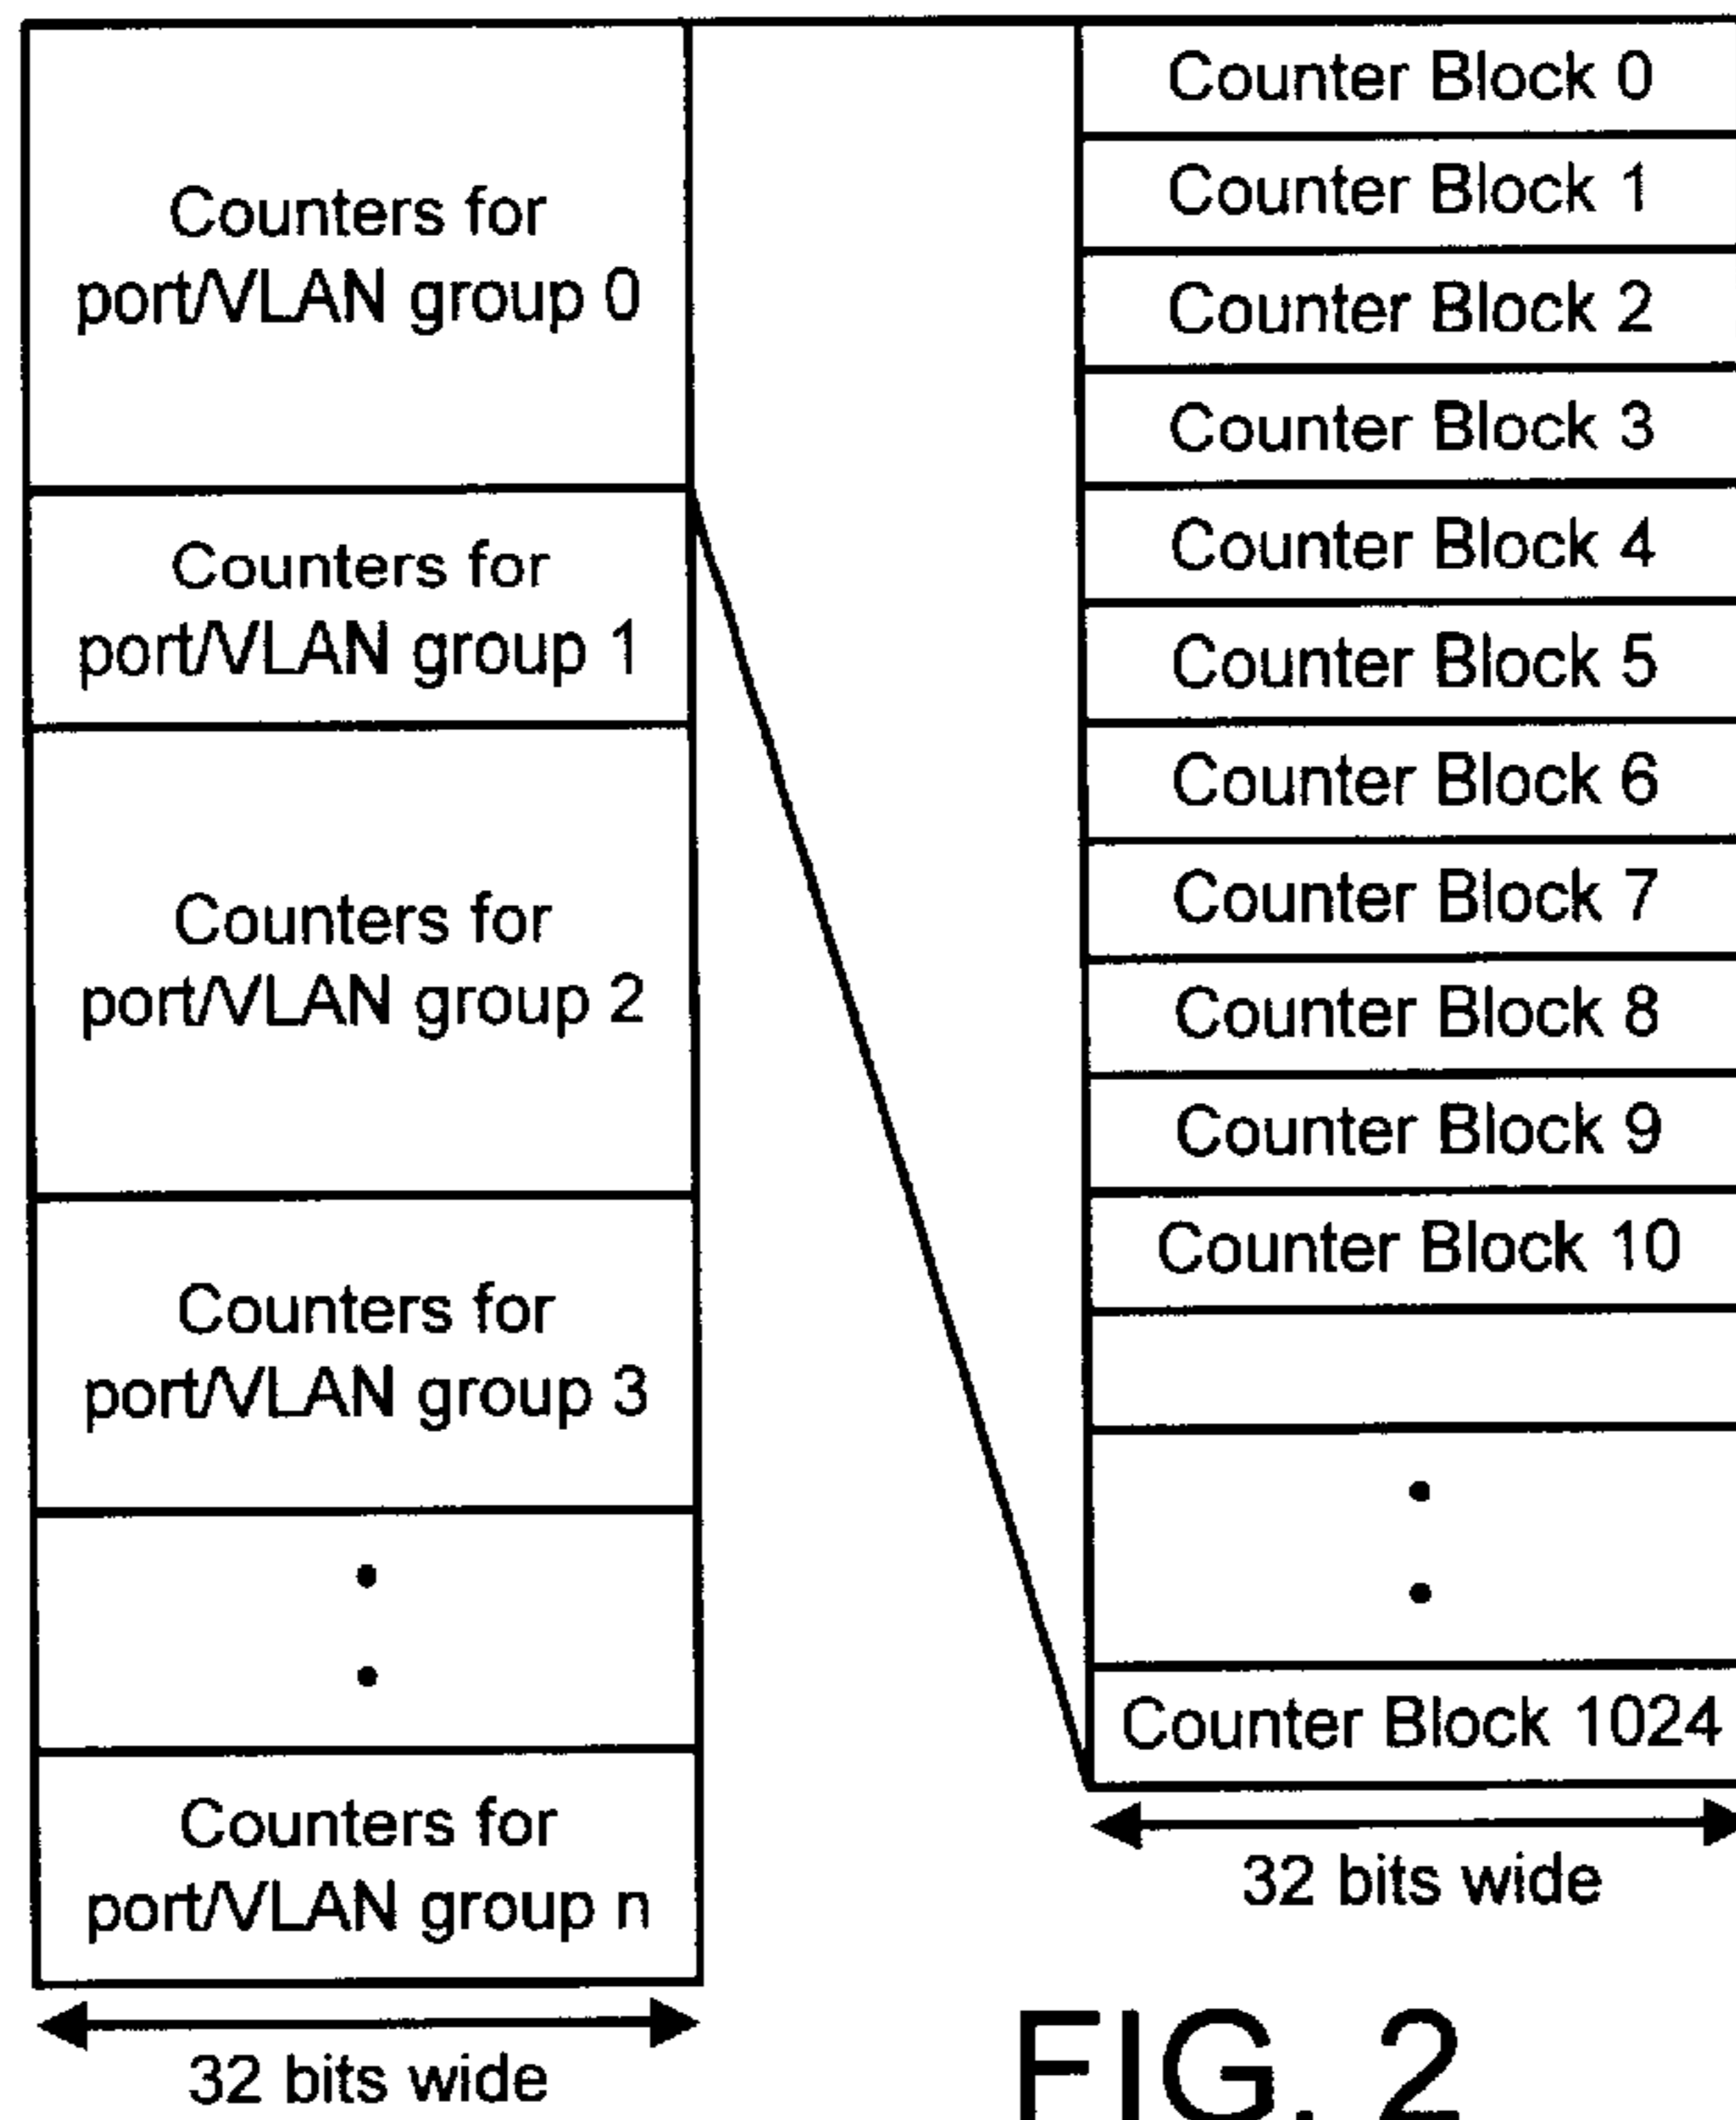 Counters for
port/VLAN group 0
Counters for
port/VLAN group 1
Counters for
port/VLAN group 2
Counters for
port/VLAN group 3
Counters for
port/VLAN group n
32 bits wide
Counter Block 0
Counter Block 1
Counter Block 2
Counter Block 3
Counter Block 4
Counter Block 5
Counter Block 6
Counter Block 7
Counter Block 8
Counter Block 9
Counter Block 10
Counter Block 1024
32 bits wide
FIG. 2